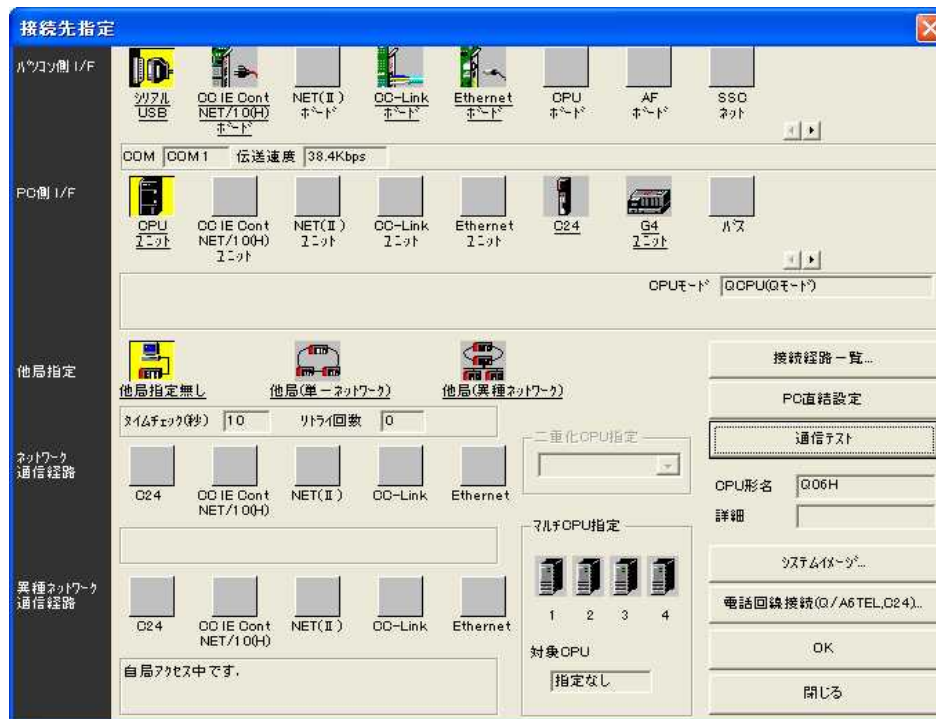 接続先指定
パソコン側 I/F
シリアル
USB
CC IE Cont
NET/10(H)
ボード
NET(Ⅱ)
ボード
CC-Link
ボード
Ethernet
ボード
CPU
ボード
AF
ボード
SSC
ネット
COM COM1 伝送速度 38.4Kbps
PC側 I/F
CPU
ユニット
CC IE Cont
NET/10(H)
ユニット
NET(Ⅱ)
ユニット
CC-Link
ユニット
Ethernet
ユニット
C24
G4
ユニット
バス
CPUモード QCPU(Qモード)
他局指定
他局指定無し 他局(単一ネットワーク) 他局(異種ネットワーク)
タイムチェック(秒) 10 リトライ回数 0
接続経路一覧...
PC直結設定
通信テスト
二重化CPU指定
ネットワーク
通信経路
C24
CC IE Cont
NET/10(H)
NET(Ⅱ)
CC-Link
Ethernet
CPU形名 Q06H
詳細
マルチCPU指定
1 2 3 4
対象CPU
指定なし
異種ネットワーク
通信経路
C24
CC IE Cont
NET/10(H)
NET(Ⅱ)
CC-Link
Ethernet
自局アクセス中です.
システムイメージ...
電話回線接続(Q/A6TEL,C24)...
OK
閉じる